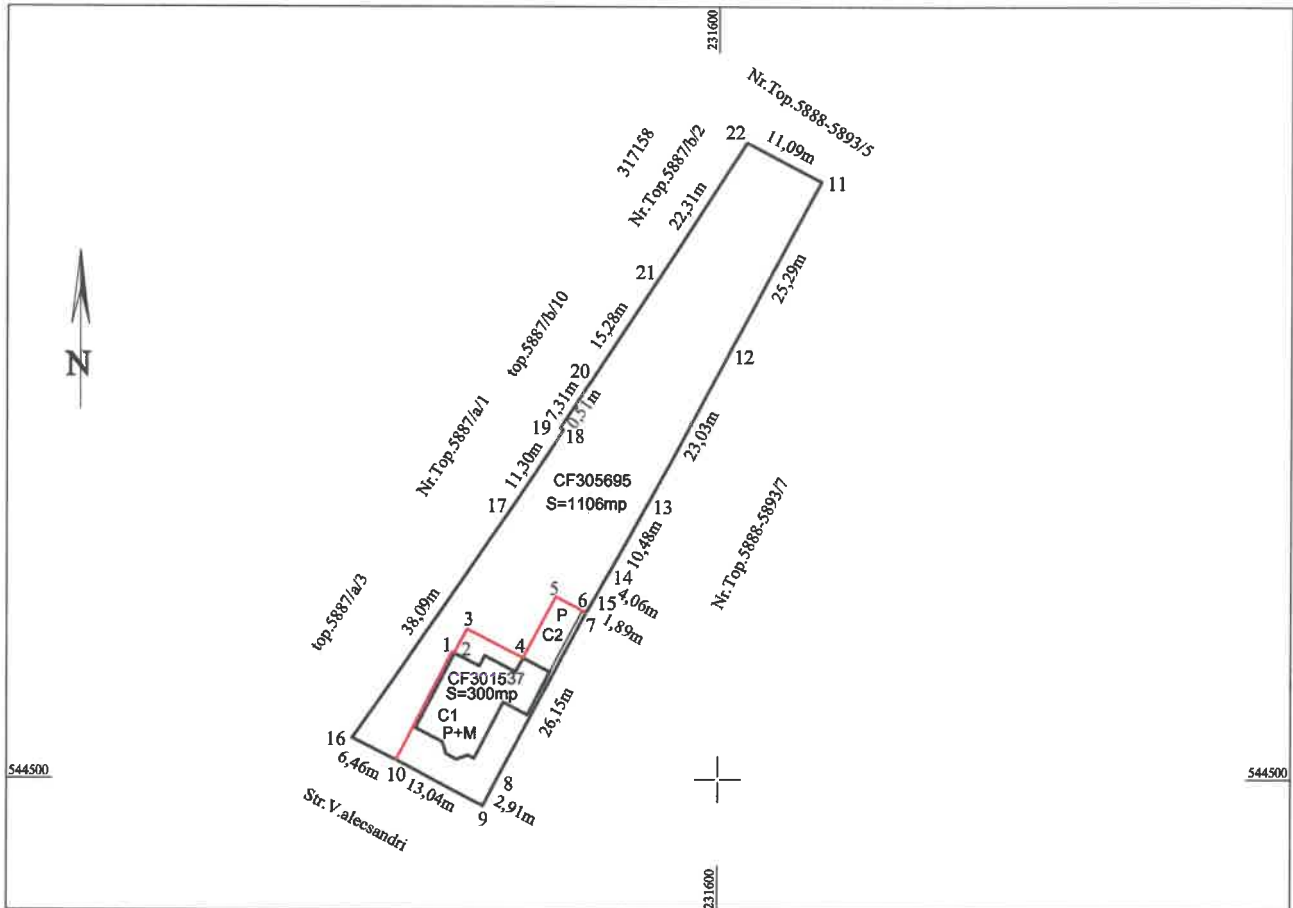 231600
Nr.Top.5888-5893/5
22
11,09m
11
317158
Nr.Top.5887/b/2
22,31m
21
25,29m
15,28m
top.5887/b/10
12
20
7,31m
0,51m
19
18
Nr.Top.5887/a/1
11,30m
23,03m
CF305695
S=1106mp
17
13
10,48m
Nr.Top.5888-5893/7
14
4,06m
15
1,89m
5
6
7
P
C2
top.5887/a/3
38,09m
3
4
1
2
CF301537
S=300mp
C1
P+M
26,15m
16
6,46m
10
13,04m
8
2,91m
9
Str.V.alecsandri
N
544500
544500
231600